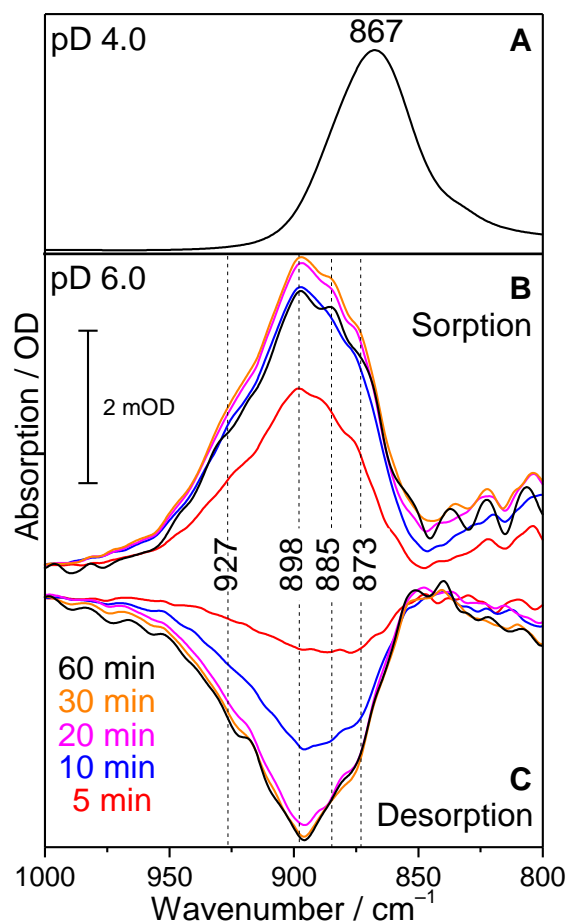 pD 4.0
867
A
pD 6.0
B
Sorption
2 mOD
Absorption / OD
927
898
885
873
60 min
30 min
20 min
10 min
5 min
C
Desorption
1000
950
900
850
800
Wavenumber / cm⁻¹